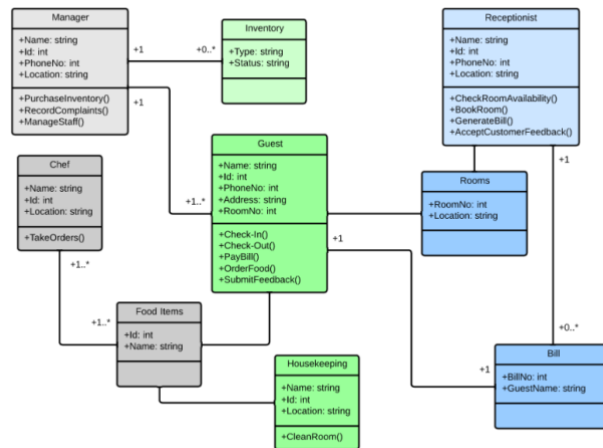 Manager
+Name: string
+Id: int
+PhoneNo: int
+Location: string
+PurchaseInventory()
+RecordComplaints()
+ManageStaff()
+1
+0..*
+1
+1..*
Inventory
+Type: string
+Status: string
Receptionist
+Name: string
+Id: int
+PhoneNo: int
+Location: string
+CheckRoomAvailability()
+BookRoom()
+GenerateBill()
+AcceptCustomerFeedback()
+1
+0..*
Chef
+Name: string
+Id: int
+Location: string
+TakeOrders()
+1..*
+1..*
Guest
+Name: string
+Id: int
+PhoneNo: int
+Address: string
+RoomNo: int
+Check-In()
+Check-Out()
+PayBill()
+OrderFood()
+SubmitFeedback()
+1
+1
Rooms
+RoomNo: int
+Location: string
Food Items
+Id: int
+Name: string
Housekeeping
+Name: string
+Id: int
+Location: string
+CleanRoom()
Bill
+BillNo: int
+GuestName: string